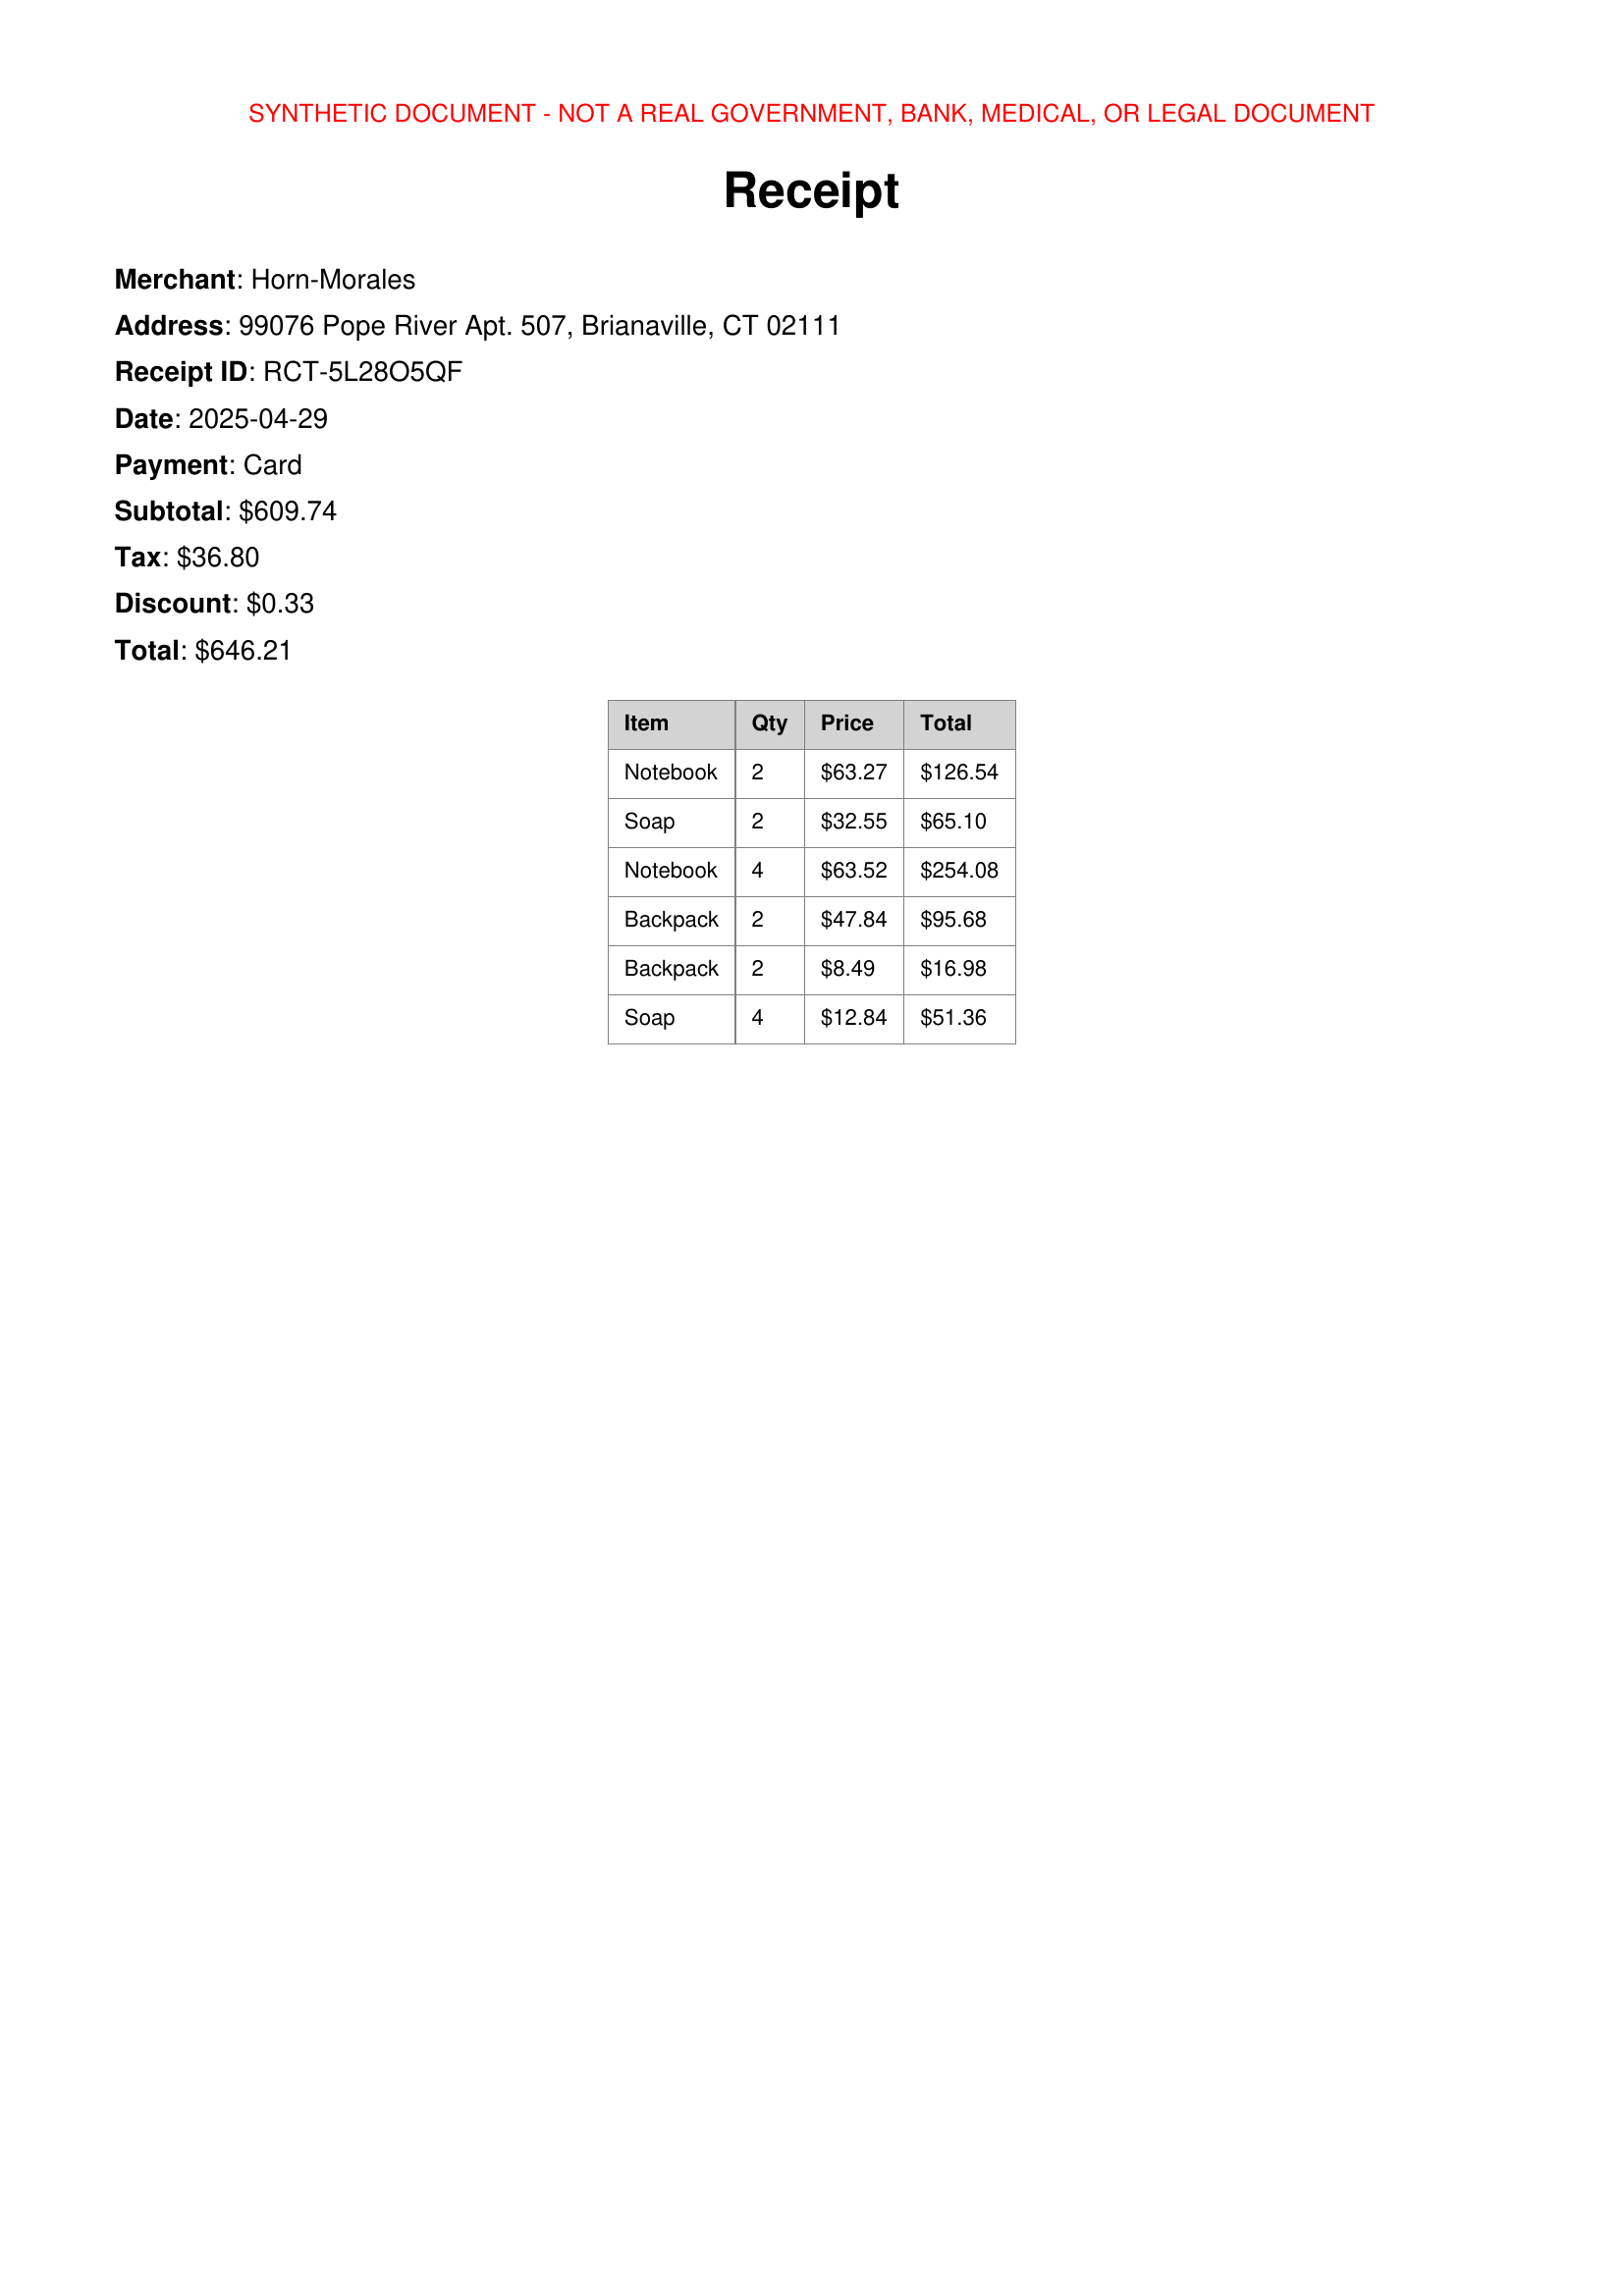 SYNTHETIC DOCUMENT - NOT A REAL GOVERNMENT, BANK, MEDICAL, OR LEGAL DOCUMENT
Receipt
Merchant: Horn-Morales
Address: 99076 Pope River Apt. 507, Brianaville, CT 02111
Receipt ID: RCT-5L28O5QF
Date: 2025-04-29
Payment: Card
Subtotal: $609.74
Tax: $36.80
Discount: $0.33
Total: $646.21
Item Qty Price Total
Notebook 2 $63.27 $126.54
Soap 2 $32.55 $65.10
Notebook 4 $63.52 $254.08
Backpack 2 $47.84 $95.68
Backpack 2 $8.49 $16.98
Soap 4 $12.84 $51.36